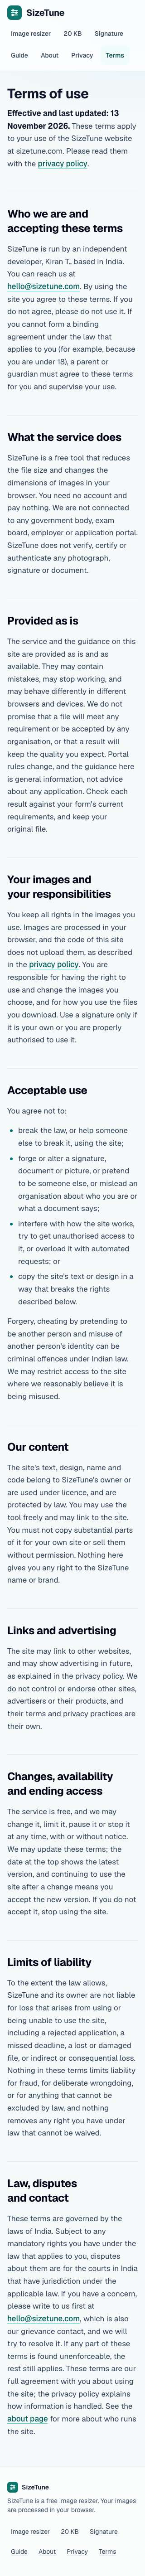 SizeTune
Image resizer 20 KB Signature
Guide About Privacy Terms
Terms of use
Effective and last updated: 13
November 2026. These terms apply
to your use of the SizeTune website
at sizetune.com. Please read them
with the privacy policy.
Who we are and
accepting these terms
SizeTune is run by an independent
developer, Kiran T., based in India.
You can reach us at
hello@sizetune.com. By using the
site you agree to these terms. If you
do not agree, please do not use it. If
you cannot form a binding
agreement under the law that
applies to you (for example, because
you are under 18), a parent or
guardian must agree to these terms
for you and supervise your use.
What the service does
SizeTune is a free tool that reduces
the file size and changes the
dimensions of images in your
browser. You need no account and
pay nothing. We are not connected
to any government body, exam
board, employer or application portal.
SizeTune does not verify, certify or
authenticate any photograph,
signature or document.
Provided as is
The service and the guidance on this
site are provided as is and as
available. They may contain
mistakes, may stop working, and
may behave differently in different
browsers and devices. We do not
promise that a file will meet any
requirement or be accepted by any
organisation, or that a result will
keep the quality you expect. Portal
rules change, and the guidance here
is general information, not advice
about any application. Check each
result against your form's current
requirements, and keep your
original file.
Your images and
your responsibilities
You keep all rights in the images you
use. Images are processed in your
browser, and the code of this site
does not upload them, as described
in the privacy policy. You are
responsible for having the right to
use and change the images you
choose, and for how you use the files
you download. Use a signature only if
it is your own or you are properly
authorised to use it.
Acceptable use
You agree not to:
break the law, or help someone
else to break it, using the site;
forge or alter a signature,
document or picture, or pretend
to be someone else, or mislead an
organisation about who you are or
what a document says;
interfere with how the site works,
try to get unauthorised access to
it, or overload it with automated
requests; or
copy the site's text or design in a
way that breaks the rights
described below.
Forgery, cheating by pretending to
be another person and misuse of
another person's identity can be
criminal offences under Indian law.
We may restrict access to the site
where we reasonably believe it is
being misused.
Our content
The site's text, design, name and
code belong to SizeTune's owner or
are used under licence, and are
protected by law. You may use the
tool freely and may link to the site.
You must not copy substantial parts
of it for your own site or sell them
without permission. Nothing here
gives you any right to the SizeTune
name or brand.
Links and advertising
The site may link to other websites,
and may show advertising in future,
as explained in the privacy policy. We
do not control or endorse other sites,
advertisers or their products, and
their terms and privacy practices are
their own.
Changes, availability
and ending access
The service is free, and we may
change it, limit it, pause it or stop it
at any time, with or without notice.
We may update these terms; the
date at the top shows the latest
version, and continuing to use the
site after a change means you
accept the new version. If you do not
accept it, stop using the site.
Limits of liability
To the extent the law allows,
SizeTune and its owner are not liable
for loss that arises from using or
being unable to use the site,
including a rejected application, a
missed deadline, a lost or damaged
file, or indirect or consequential loss.
Nothing in these terms limits liability
for fraud, for deliberate wrongdoing,
or for anything that cannot be
excluded by law, and nothing
removes any right you have under
law that cannot be waived.
Law, disputes
and contact
These terms are governed by the
laws of India. Subject to any
mandatory rights you have under the
law that applies to you, disputes
about them are for the courts in India
that have jurisdiction under the
applicable law. If you have a concern,
please write to us first at
hello@sizetune.com, which is also
our grievance contact, and we will
try to resolve it. If any part of these
terms is found unenforceable, the
rest still applies. These terms are our
full agreement with you about using
the site; the privacy policy explains
how information is handled. See the
about page for more about who runs
the site.
SizeTune
SizeTune is a free image resizer. Your images
are processed in your browser.
Image resizer 20 KB Signature
Guide About Privacy Terms